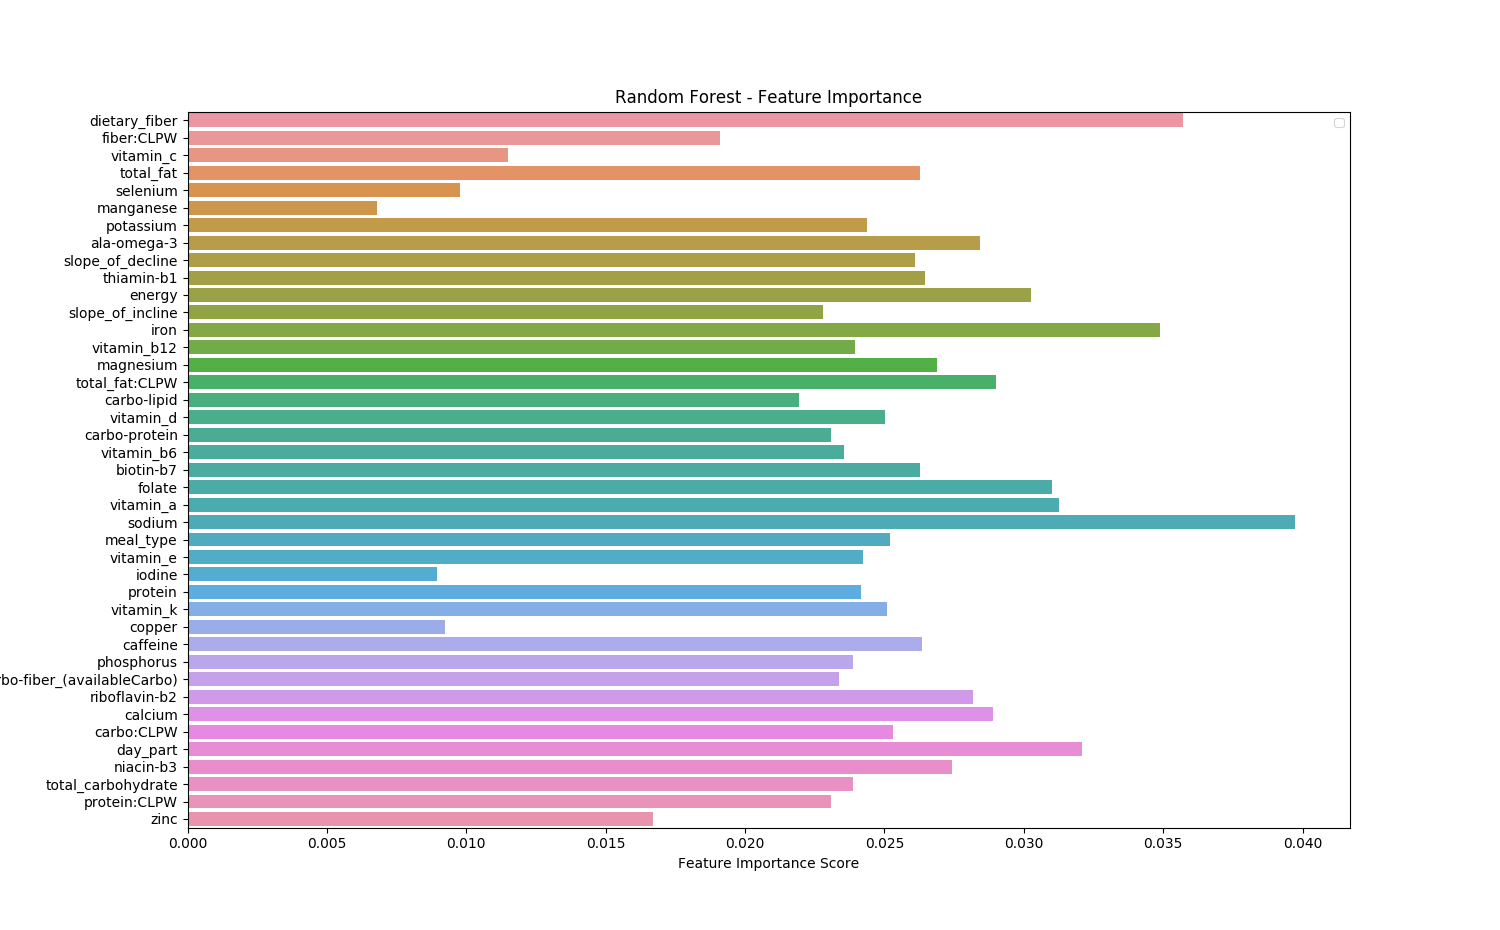 Random Forest - Feature Importance
dietary_fiber
fiber:CLPW
vitamin_c
total_fat
selenium
manganese
potassium
ala-omega-3
slope_of_decline
thiamin-b1
energy
slope_of_incline
iron
vitamin_b12
magnesium
total_fat:CLPW
carbo-lipid
vitamin_d
carbo-protein
vitamin_b6
biotin-b7
folate
vitamin_a
sodium
meal_type
vitamin_e
iodine
protein
vitamin_k
copper
caffeine
phosphorus
rbo-fiber_(availableCarbo)
riboflavin-b2
calcium
carbo:CLPW
day_part
niacin-b3
total_carbohydrate
protein:CLPW
zinc
0.000 0.005 0.010 0.015 0.020 0.025 0.030 0.035 0.040
Feature Importance Score